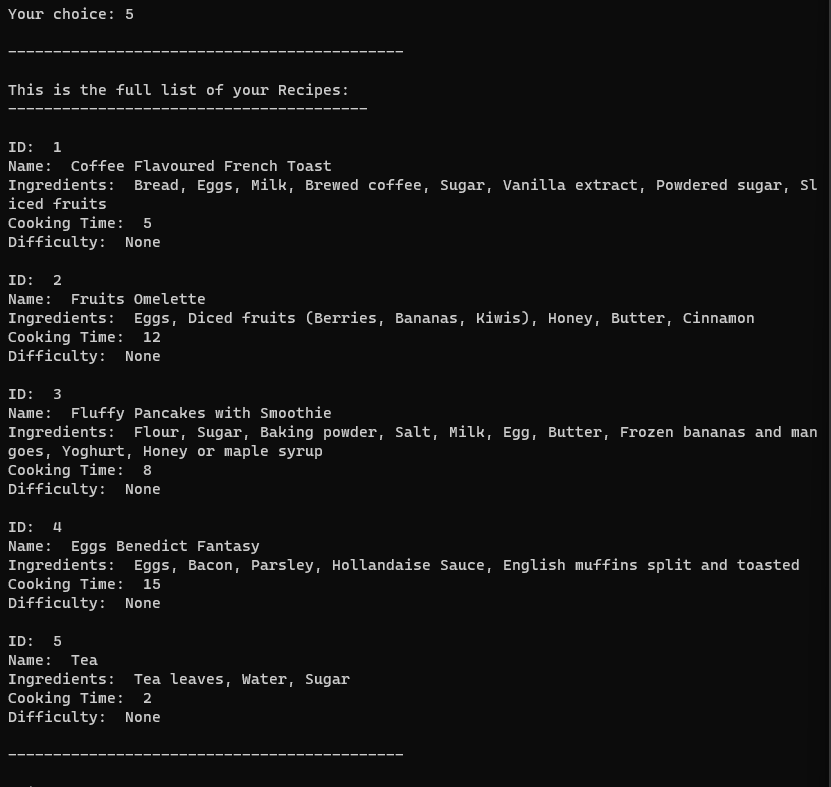 Your choice: 5
--------------------------------------------
This is the full list of your Recipes:
----------------------------------------
ID:  1
Name:  Coffee Flavoured French Toast
Ingredients:  Bread, Eggs, Milk, Brewed coffee, Sugar, Vanilla extract, Powdered sugar, Sl
iced fruits
Cooking Time:  5
Difficulty:  None
ID:  2
Name:  Fruits Omelette
Ingredients:  Eggs, Diced fruits (Berries, Bananas, Kiwis), Honey, Butter, Cinnamon
Cooking Time:  12
Difficulty:  None
ID:  3
Name:  Fluffy Pancakes with Smoothie
Ingredients:  Flour, Sugar, Baking powder, Salt, Milk, Egg, Butter, Frozen bananas and man
goes, Yoghurt, Honey or maple syrup
Cooking Time:  8
Difficulty:  None
ID:  4
Name:  Eggs Benedict Fantasy
Ingredients:  Eggs, Bacon, Parsley, Hollandaise Sauce, English muffins split and toasted
Cooking Time:  15
Difficulty:  None
ID:  5
Name:  Tea
Ingredients:  Tea leaves, Water, Sugar
Cooking Time:  2
Difficulty:  None
--------------------------------------------